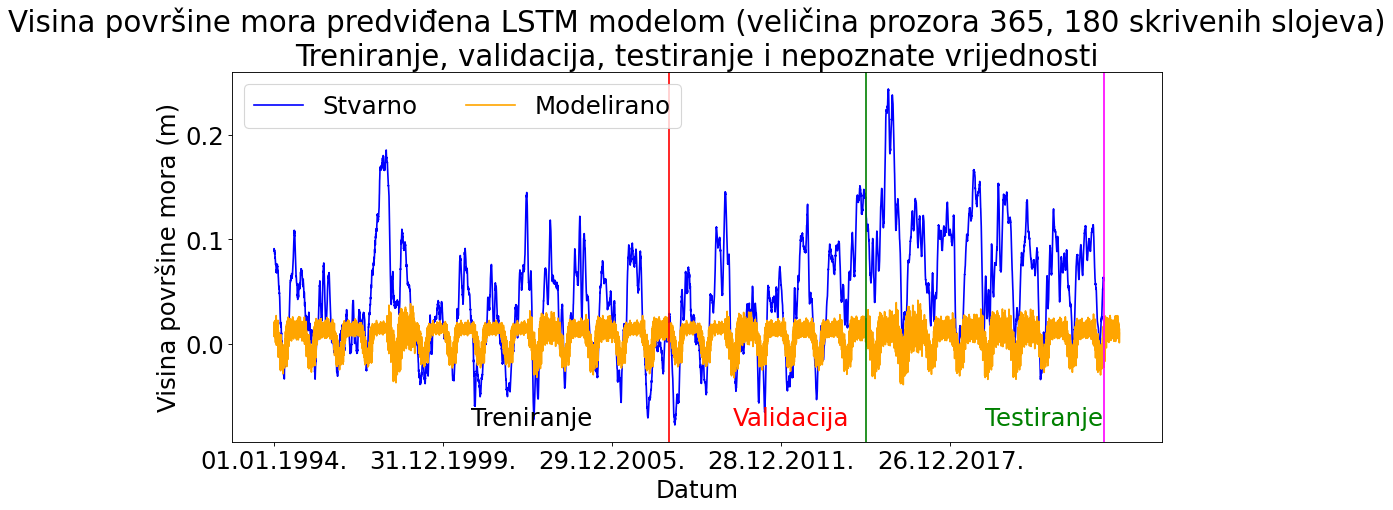 Visina površine mora predviđena LSTM modelom (veličina prozora 365, 180 skrivenih slojeva)
Treniranje, validacija, testiranje i nepoznate vrijednosti
Stvarno
Modelirano
Visina površine mora (m)
0.2
0.1
0.0
Treniranje
Validacija
Testiranje
01.01.1994.
31.12.1999.
29.12.2005.
28.12.2011.
26.12.2017.
Datum